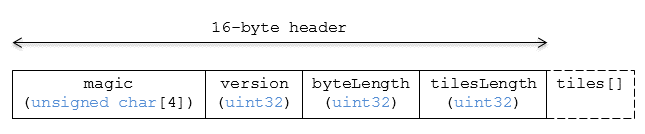 16-byte header
magic
(unsigned char[4])
version
(uint32)
byteLength
(uint32)
tilesLength
(uint32)
tiles[]